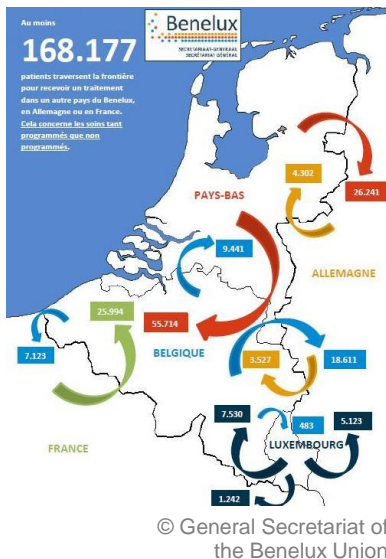 Au moins
168.177
patients traversent la frontière
pour recevoir un traitement
dans un autre pays du Benelux,
en Allemagne ou en France.
Cela concerne les soins tant
programmés que non
programmés.
Benelux
SECRETARIAAT-GENERAAL
SECRÉTARIAT GÉNÉRAL
4.302
26.241
PAYS-BAS
9.441
ALLEMAGNE
25.994
55.714
BELGIQUE
7.123
3.527
18.611
7.530
483
5.123
LUXEMBOURG
FRANCE
1.242
© General Secretariat of
the Benelux Union